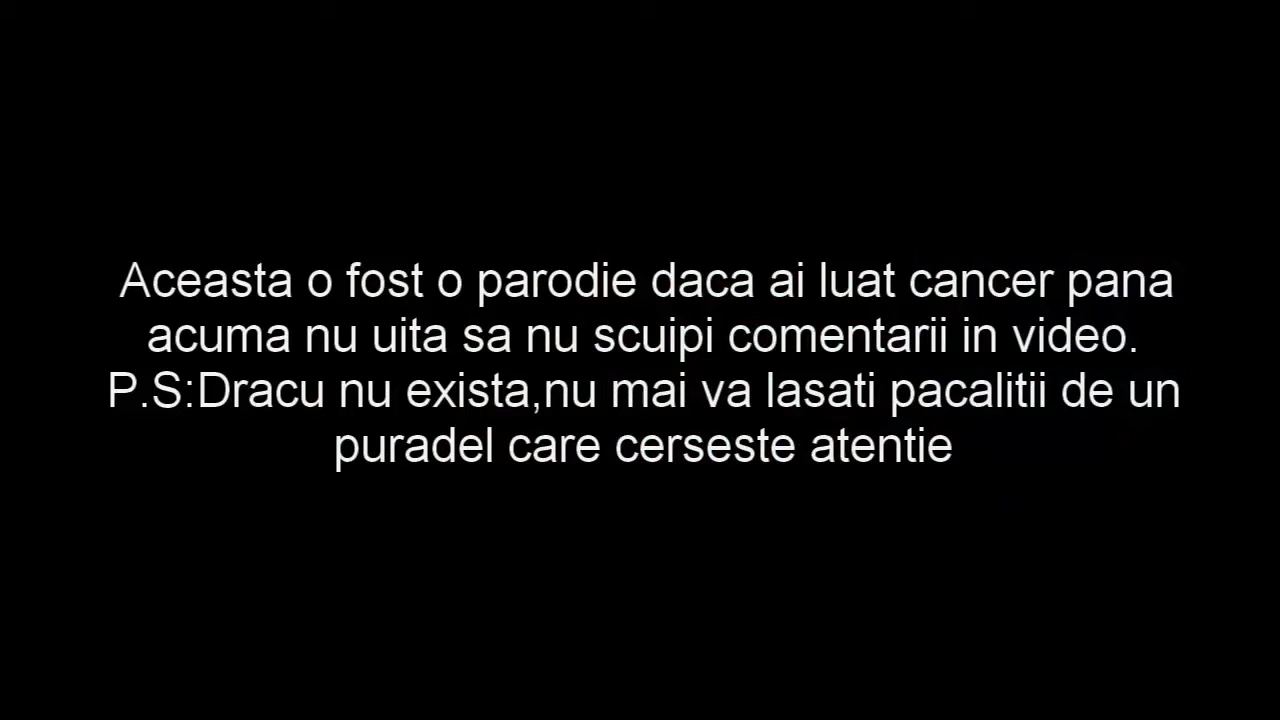 Aceasta o fost o parodie daca ai luat cancer pana
acuma nu uita sa nu scuipi comentarii in video.
P.S:Dracu nu exista,nu mai va lasati pacalitii de un
puradel care cerseste atentie